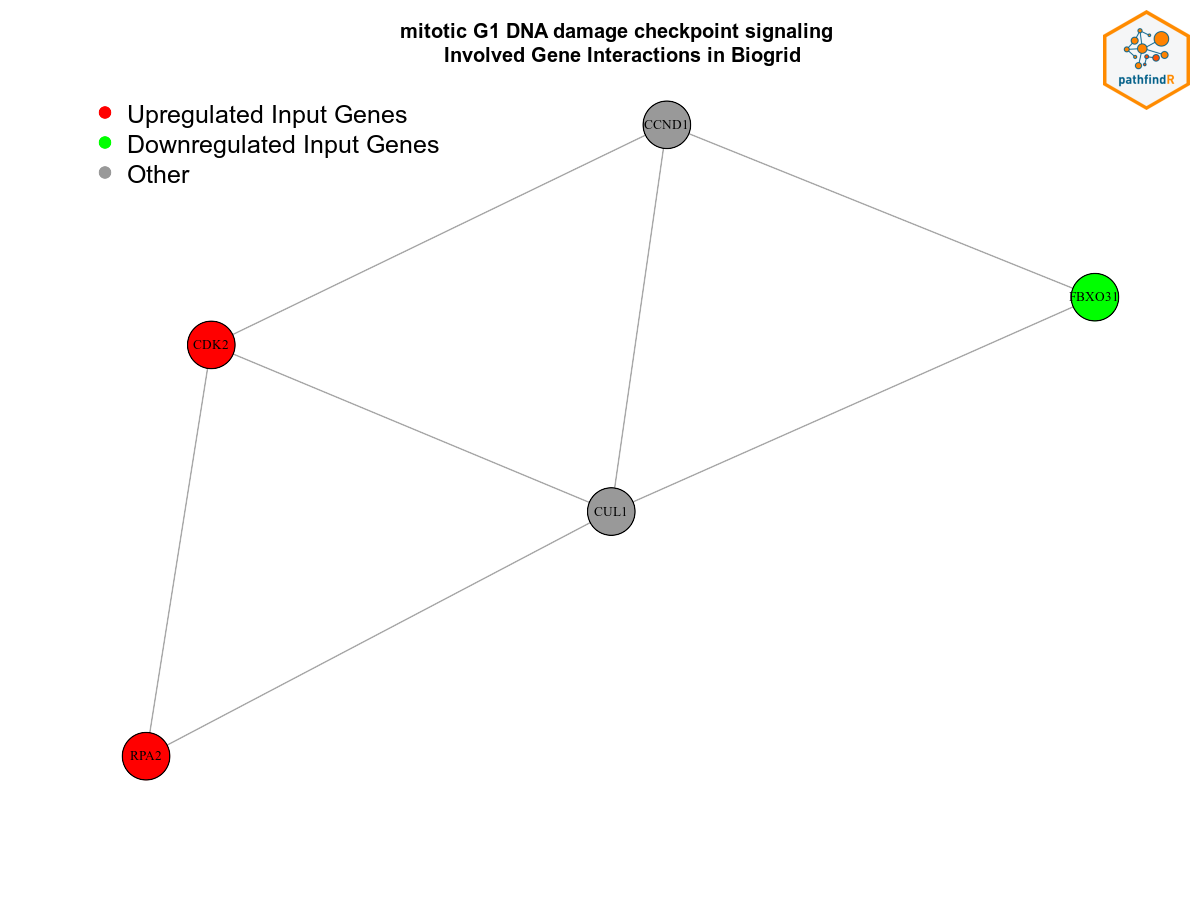 mitotic G1 DNA damage checkpoint signaling
Involved Gene Interactions in Biogrid
pathfindR
Upregulated Input Genes
Downregulated Input Genes
Other
CCND1
FBXO31
CDK2
CUL1
RPA2